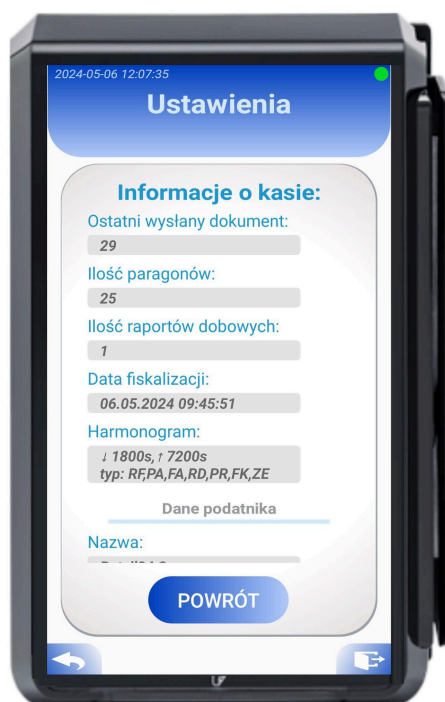 2024-05-06 12:07:35
Ustawienia
Informacje o kasie:
Ostatni wysłany dokument:
29
Ilość paragonów:
25
Ilość raportów dobowych:
1
Data fiskalizacji:
06.05.2024 09:45:51
Harmonogram:
↓ 1800s,↑ 7200s
typ: RF,PA,FA,RD,PR,FK,ZE
Dane podatnika
Nazwa:
POWRÓT